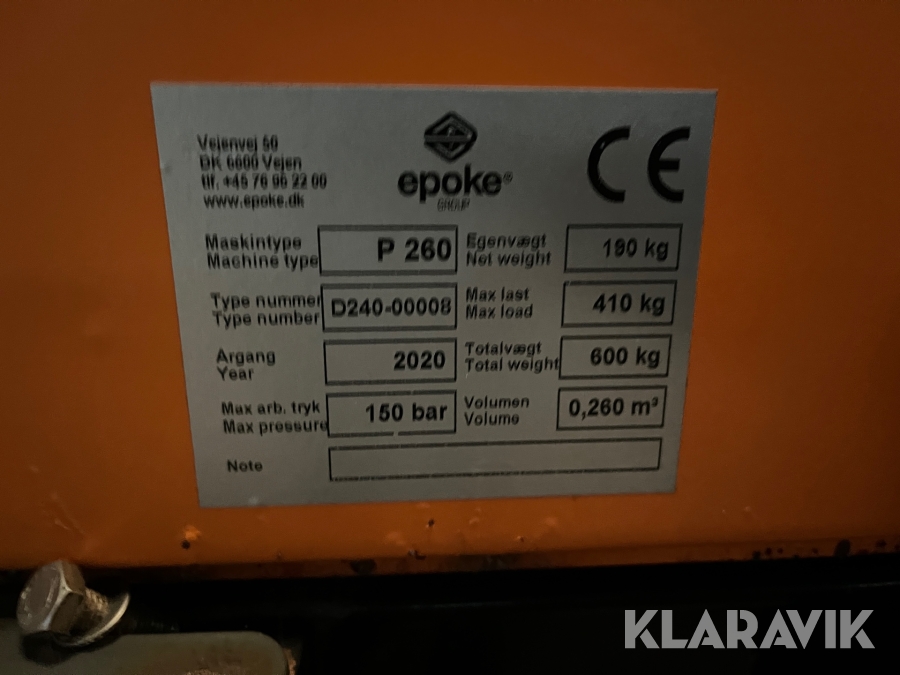 Vejenvej 50
DK 6600 Vejen
tlf. +45 76 96 22 00
www.epoke.dk
epoke®
GROUP
CE
Maskintype
Machine type
P 260
Egenvægt
Net weight
190 kg
Type nummer
Type number
D240-00008
Max last
Max load
410 kg
Argang
Year
2020
Totalvægt
Total weight
600 kg
Max arb. tryk
Max pressure
150 bar
Volumen
Volume
0,260 m³
Note
KLARAVIK